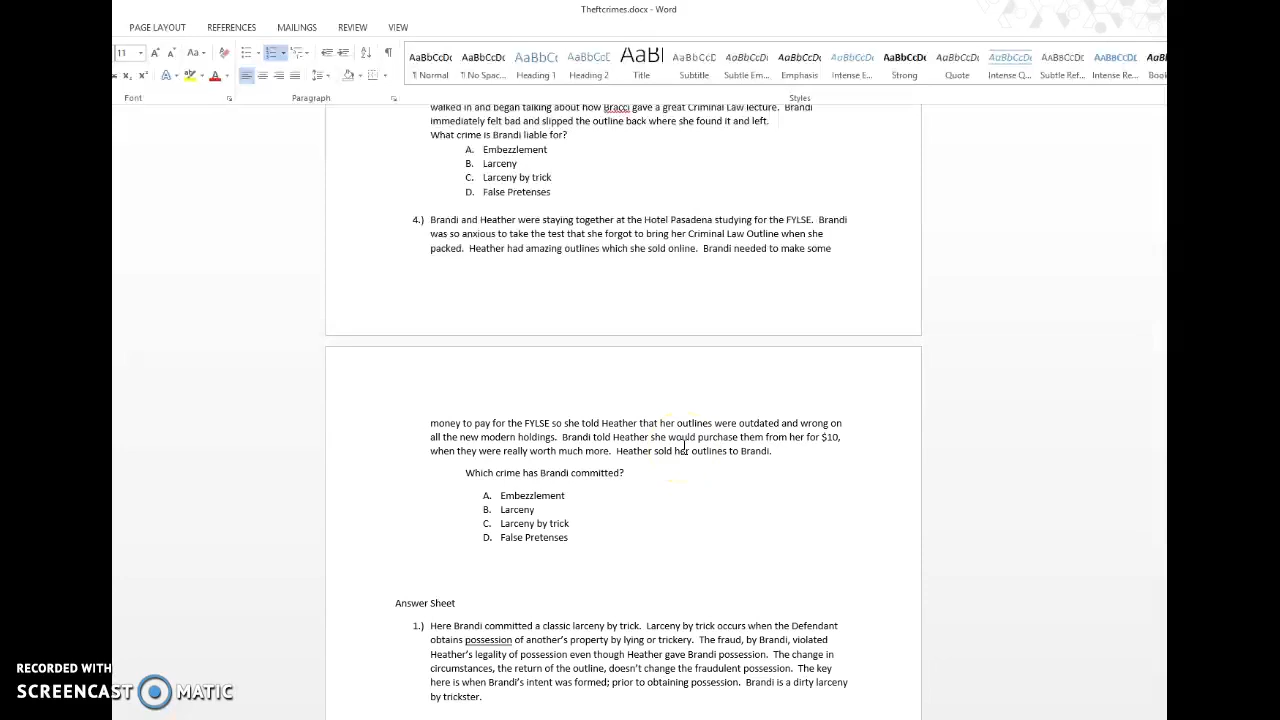 Theftcrimes.docx - Word
PAGE LAYOUT REFERENCES MAILINGS REVIEW VIEW
11 Aa
AaBbCcDc AaBbCcDc AaBbCc AaBbCcD AaBl AaBbCcD AaBbCcDc AaBbCcDc AaBbCcDc AaBbCcDc AaBbCcDc AaBbCcDc AaBbCcDc AaBbCcDc
¶ Normal ¶ No Spac... Heading 1 Heading 2 Title Subtitle Subtle Em... Emphasis Intense E... Strong Quote Intense Q... Subtle Ref... Intense Re... Book
Font Paragraph Styles
walked in and began talking about how Bracci gave a great Criminal Law lecture. Brandi
immediately felt bad and slipped the outline back where she found it and left.
What crime is Brandi liable for?
A. Embezzlement
B. Larceny
C. Larceny by trick
D. False Pretenses
4.) Brandi and Heather were staying together at the Hotel Pasadena studying for the FYLSE. Brandi
was so anxious to take the test that she forgot to bring her Criminal Law Outline when she
packed. Heather had amazing outlines which she sold online. Brandi needed to make some
money to pay for the FYLSE so she told Heather that her outlines were outdated and wrong on
all the new modern holdings. Brandi told Heather she would purchase them from her for $10,
when they were really worth much more. Heather sold her outlines to Brandi.
Which crime has Brandi committed?
A. Embezzlement
B. Larceny
C. Larceny by trick
D. False Pretenses
Answer Sheet
1.) Here Brandi committed a classic larceny by trick. Larceny by trick occurs when the Defendant
obtains possession of another's property by lying or trickery. The fraud, by Brandi, violated
Heather's legality of possession even though Heather gave Brandi possession. The change in
circumstances, the return of the outline, doesn't change the fraudulent possession. The key
here is when Brandi's intent was formed; prior to obtaining possession. Brandi is a dirty larceny
by trickster.
RECORDED WITH
SCREENCAST MATIC